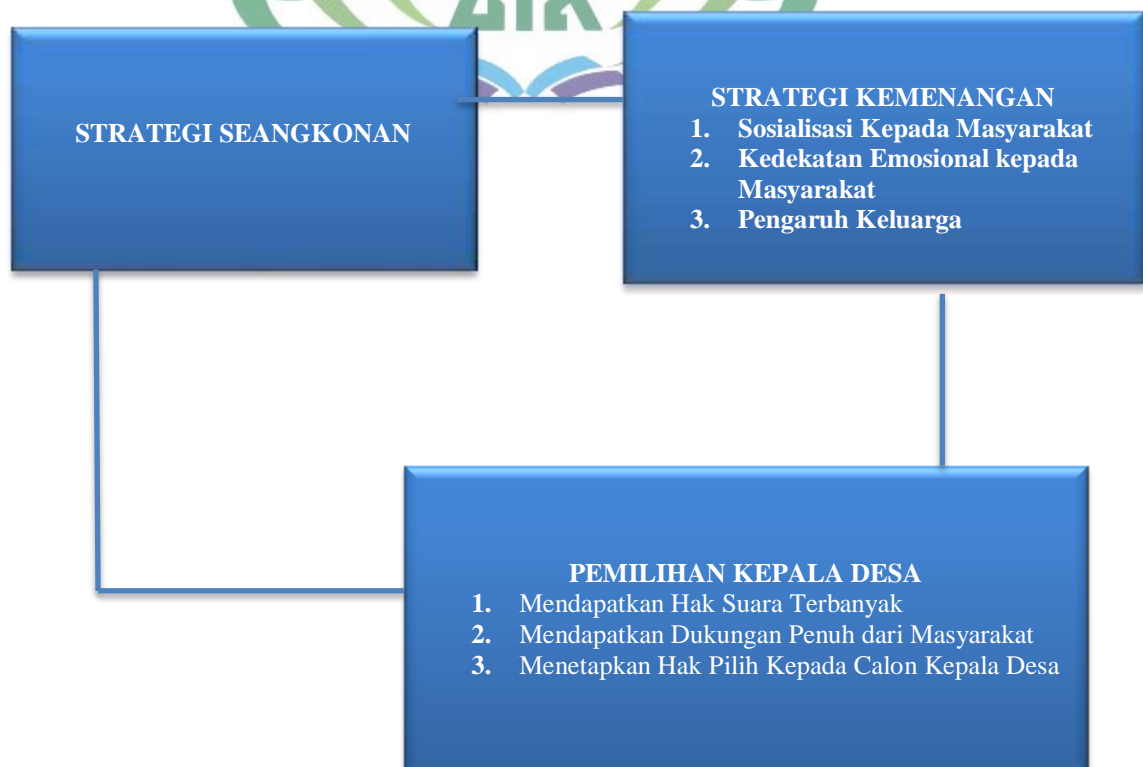 STRATEGI SEANGKONAN
STRATEGI KEMENANGAN
1. Sosialisasi Kepada Masyarakat
2. Kedekatan Emosional kepada
Masyarakat
3. Pengaruh Keluarga
PEMILIHAN KEPALA DESA
1. Mendapatkan Hak Suara Terbanyak
2. Mendapatkan Dukungan Penuh dari Masyarakat
3. Menetapkan Hak Pilih Kepada Calon Kepala Desa